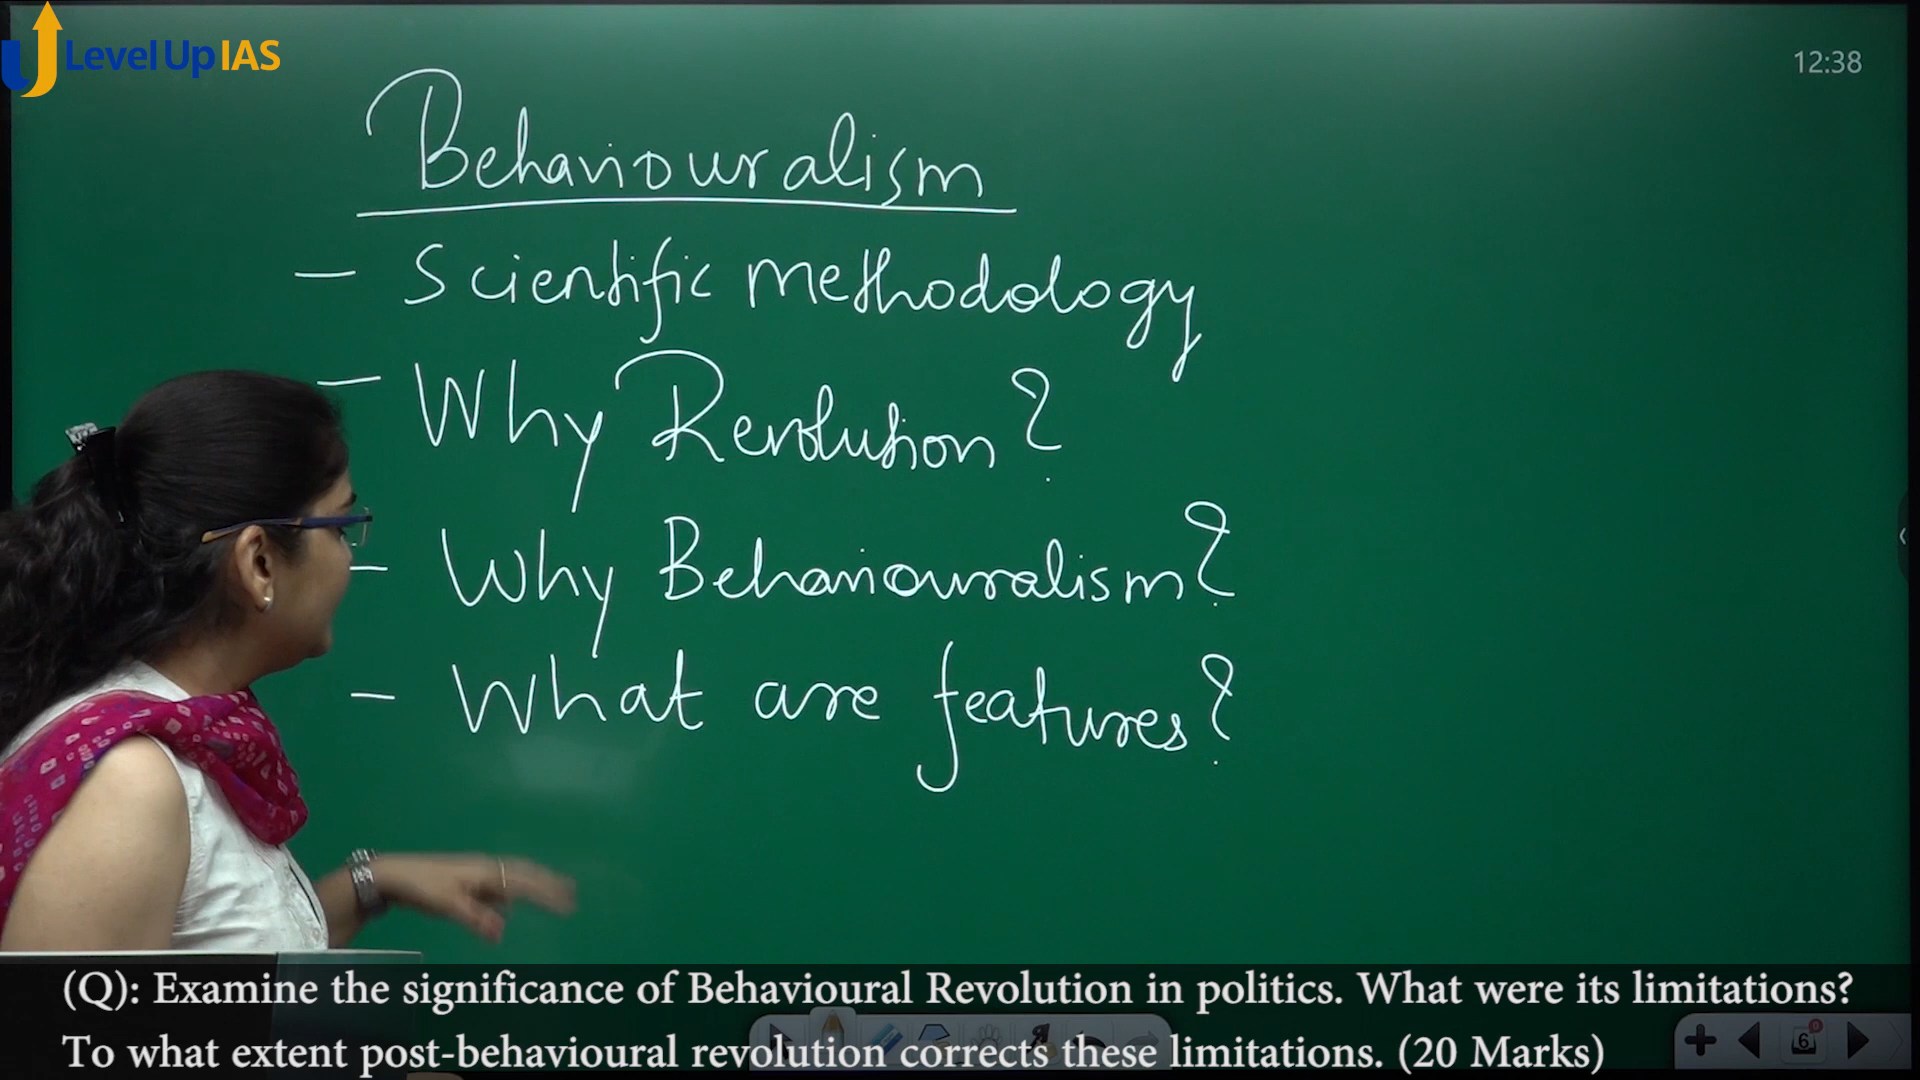 Level Up IAS
12:38
Behaviouralism
- Scientific methodology
- Why Revolution?
- Why Behaviouralism?
- What are features?
(Q): Examine the significance of Behavioural Revolution in politics. What were its limitations?
To what extent post-behavioural revolution corrects these limitations. (20 Marks)
6